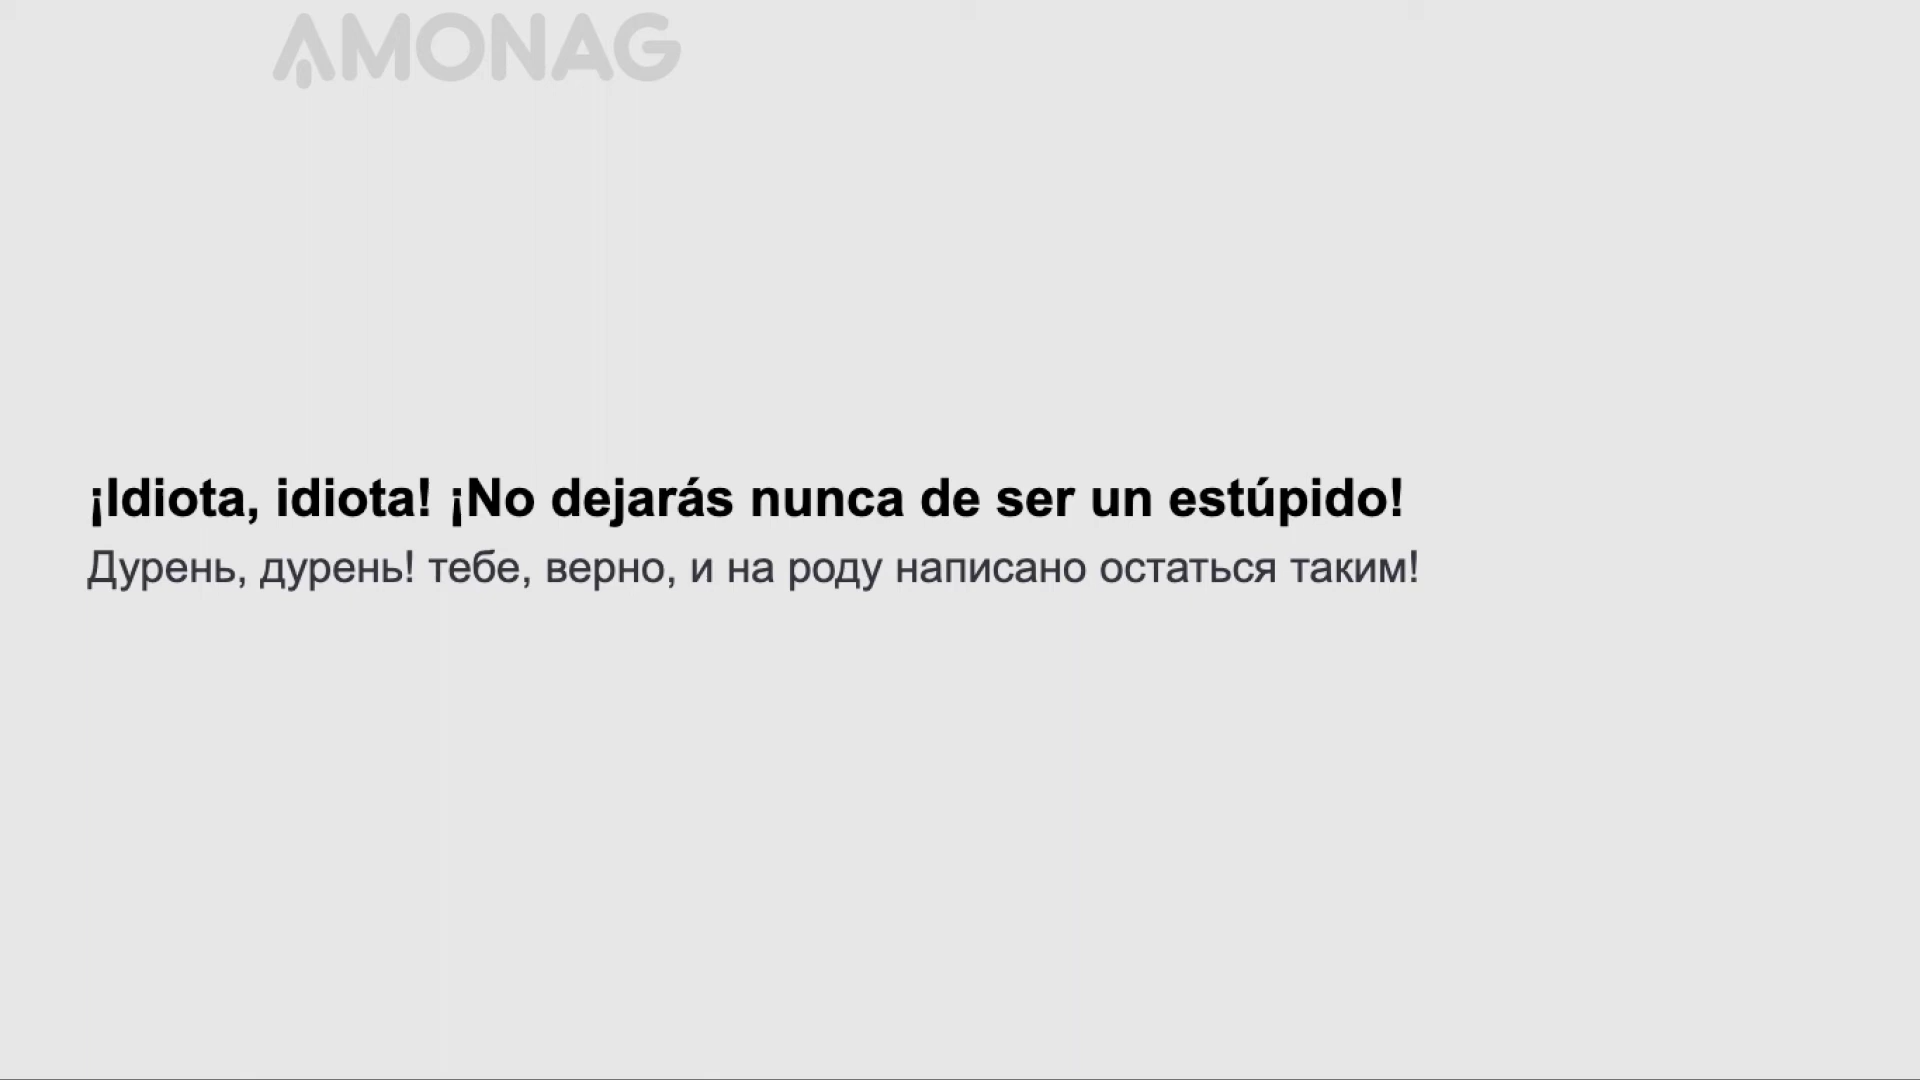 AMONAG
¡Idiota, idiota! ¡No dejarás nunca de ser un estúpido!
Дурень, дурень! тебе, верно, и на роду написано остаться таким!